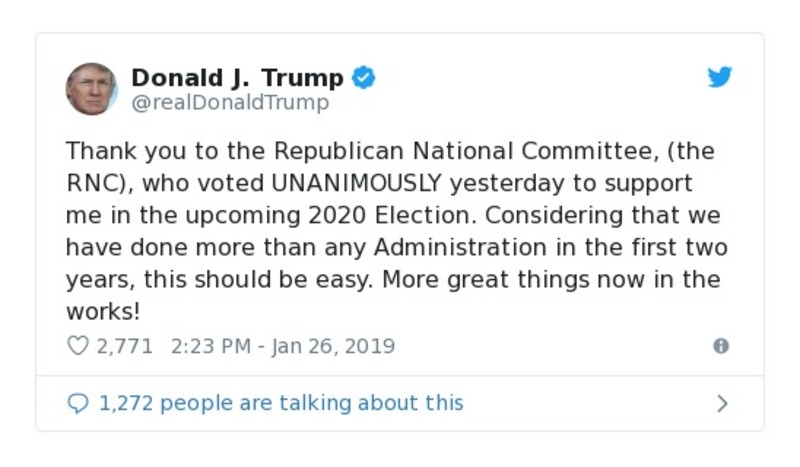 Donald J. Trump
@realDonaldTrump
Thank you to the Republican National Committee, (the
RNC), who voted UNANIMOUSLY yesterday to support
me in the upcoming 2020 Election. Considering that we
have done more than any Administration in the first two
years, this should be easy. More great things now in the
works!
2,771 2:23 PM - Jan 26, 2019
1,272 people are talking about this